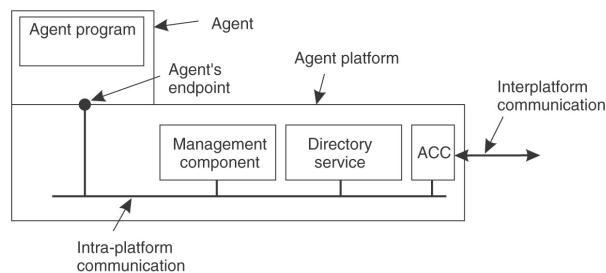 Agent program
Agent
Agent's
endpoint
Agent platform
Interplatform
communication
Management
component
Directory
service
ACC
Intra-platform
communication